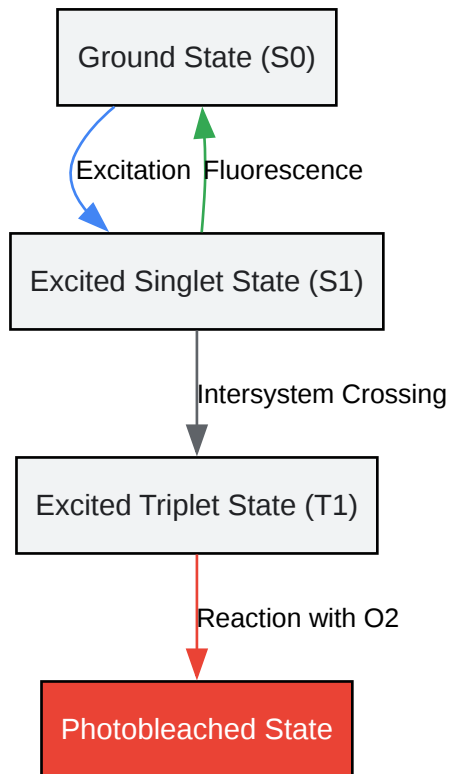 Ground State (S0)
Excitation
Fluorescence
Excited Singlet State (S1)
Intersystem Crossing
Excited Triplet State (T1)
Reaction with O2
Photobleached State